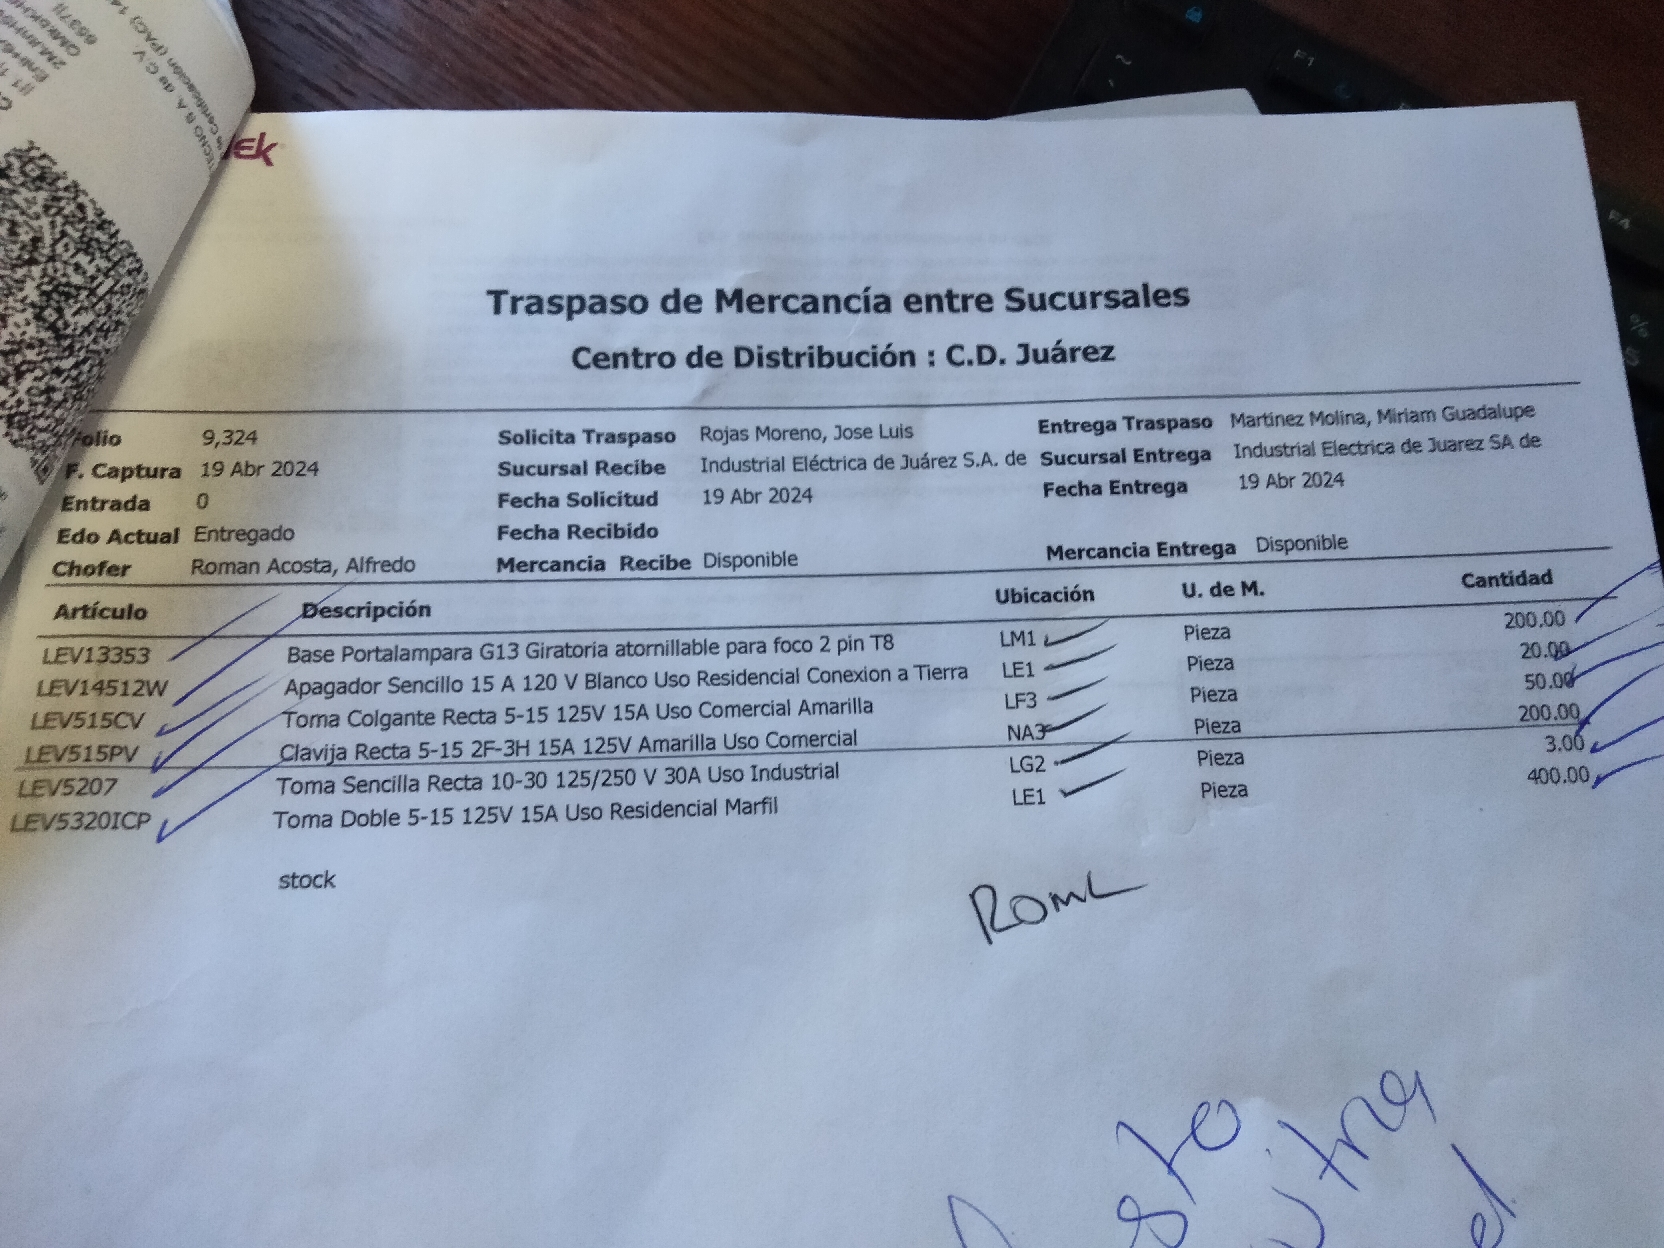 Ek
Traspaso de Mercancía entre Sucursales
Centro de Distribución : C.D. Juárez
Folio 9,324 Solicita Traspaso Rojas Moreno, Jose Luis Entrega Traspaso Martinez Molina, Miriam Guadalupe
F. Captura 19 Abr 2024 Sucursal Recibe Industrial Eléctrica de Juárez S.A. de Sucursal Entrega Industrial Electrica de Juarez SA de
Entrada 0 Fecha Solicitud 19 Abr 2024 Fecha Entrega 19 Abr 2024
Edo Actual Entregado Fecha Recibido
Chofer Roman Acosta, Alfredo Mercancia Recibe Disponible Mercancia Entrega Disponible
Artículo Descripción Ubicación U. de M. Cantidad
LEV13353 Base Portalampara G13 Giratoria atornillable para foco 2 pin T8 LM1 Pieza 200.00
LEV14512W Apagador Sencillo 15 A 120 V Blanco Uso Residencial Conexion a Tierra LE1 Pieza 20.00
LEV515CV Toma Colgante Recta 5-15 125V 15A Uso Comercial Amarilla LF3 Pieza 50.00
LEV515PV Clavija Recta 5-15 2F-3H 15A 125V Amarilla Uso Comercial NA3 Pieza 200.00
LEV5207 Toma Sencilla Recta 10-30 125/250 V 30A Uso Industrial LG2 Pieza 3.00
LEV5320ICP Toma Doble 5-15 125V 15A Uso Residencial Marfil LE1 Pieza 400.00
stock
F1
F4
%